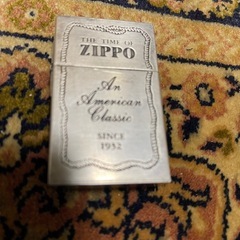 THE TIME OF
ZIPPO
An
American
Classic
SINCE
1932